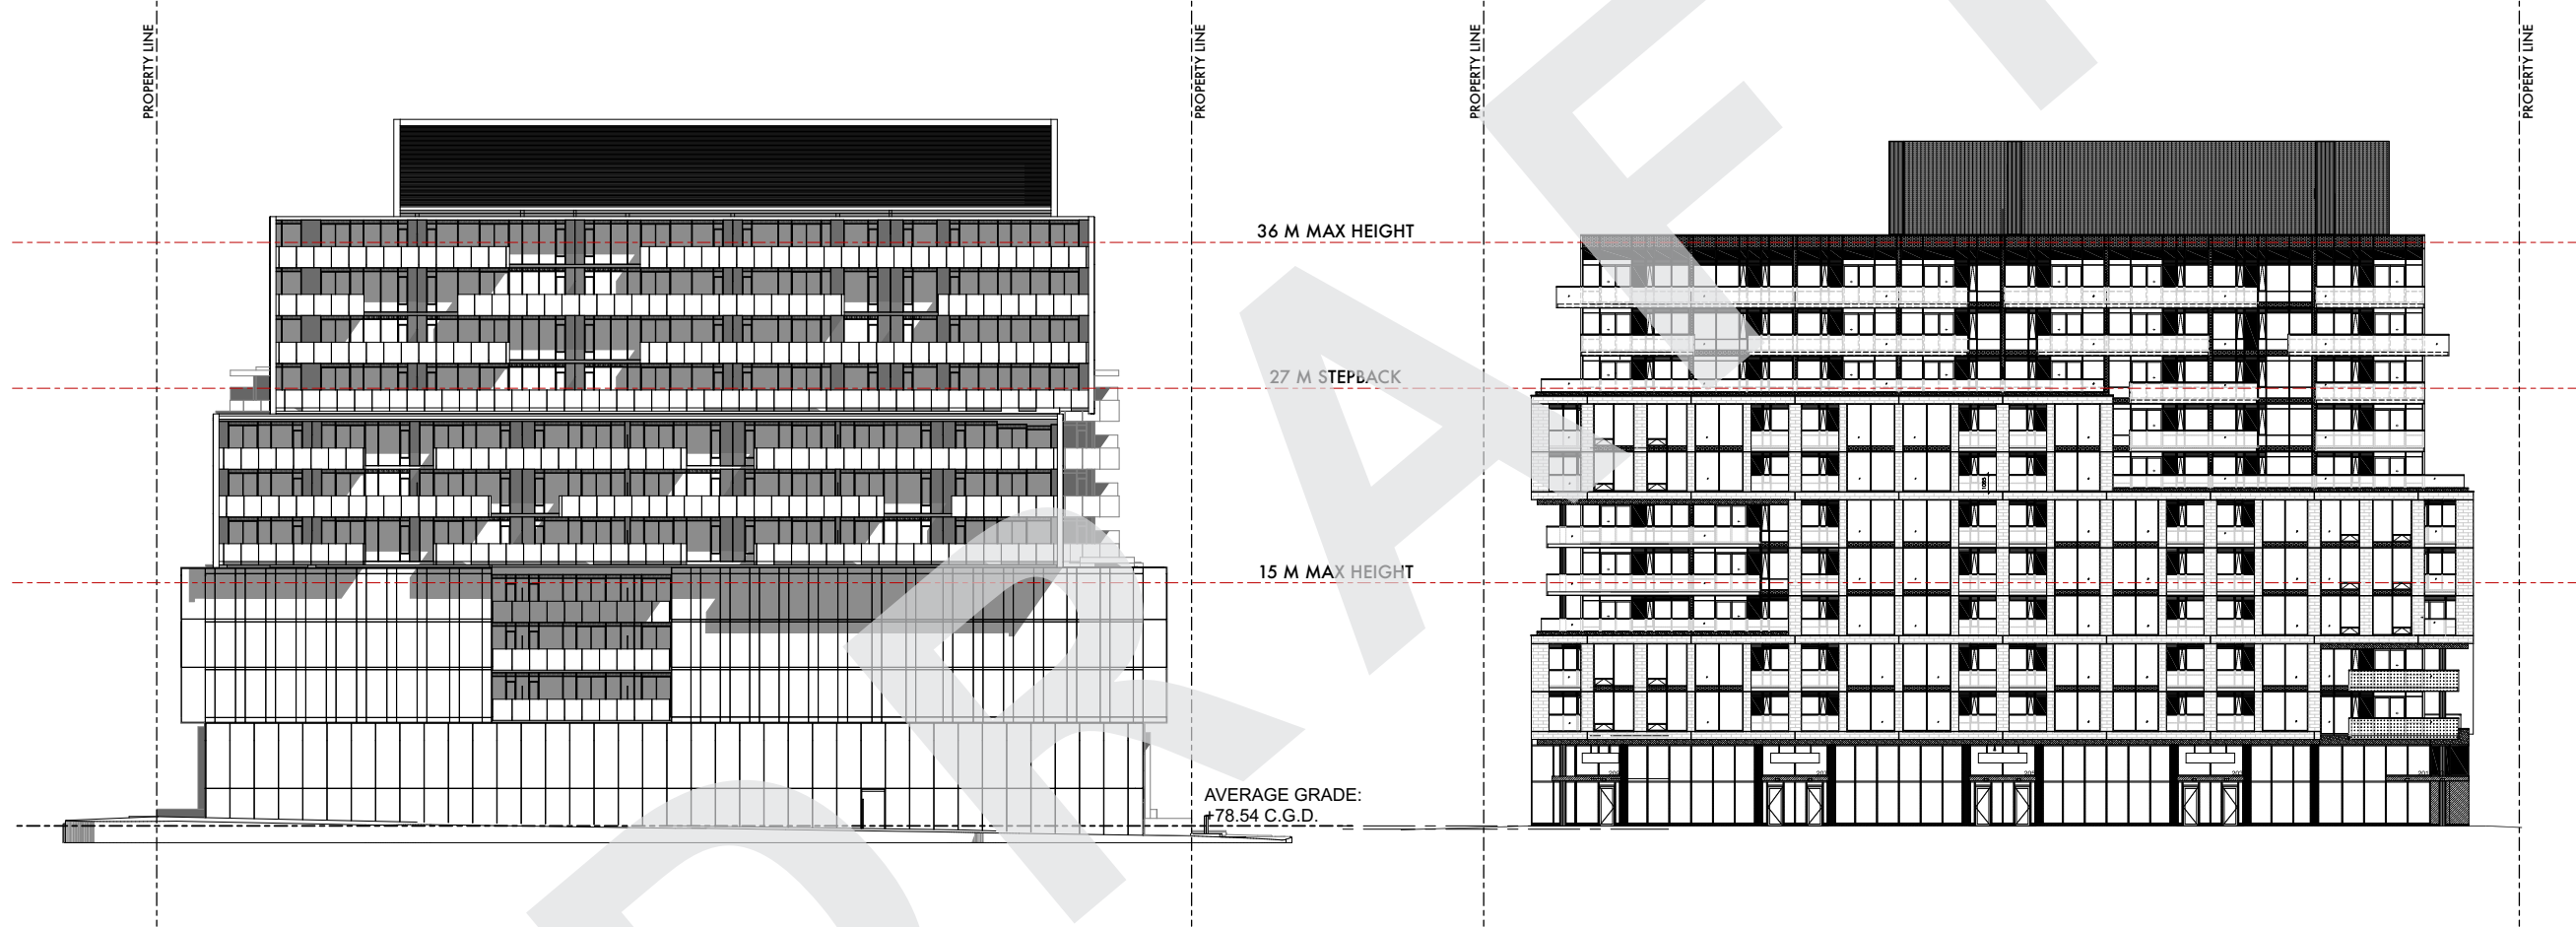 PROPERTY LINE
PROPERTY LINE
PROPERTY LINE
PROPERTY LINE
36 M MAX HEIGHT
27 M STEPBACK
15 M MAX HEIGHT
AVERAGE GRADE:
+78.54 C.G.D.
DRAFT